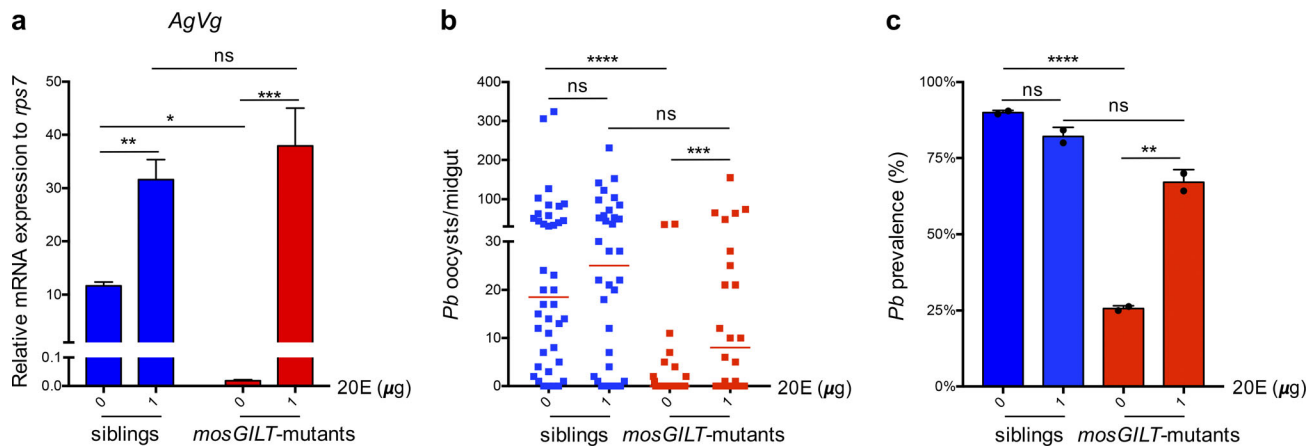 a
AgVg
ns
***
*
**
Relative mRNA expression to rps7
50
40
30
20
10
0.1
0.0
0
1
0
1
20E (μg)
siblings
mosGILT-mutants
b
****
ns
ns
***
Pb oocysts/midgut
400
300
200
100
30
20
10
0
0
1
0
1
siblings
mosGILT-mutants
c
****
ns
ns
**
Pb prevalence (%)
100%
75%
50%
25%
0%
0
1
0
1
20E (μg)
siblings
mosGILT-mutants